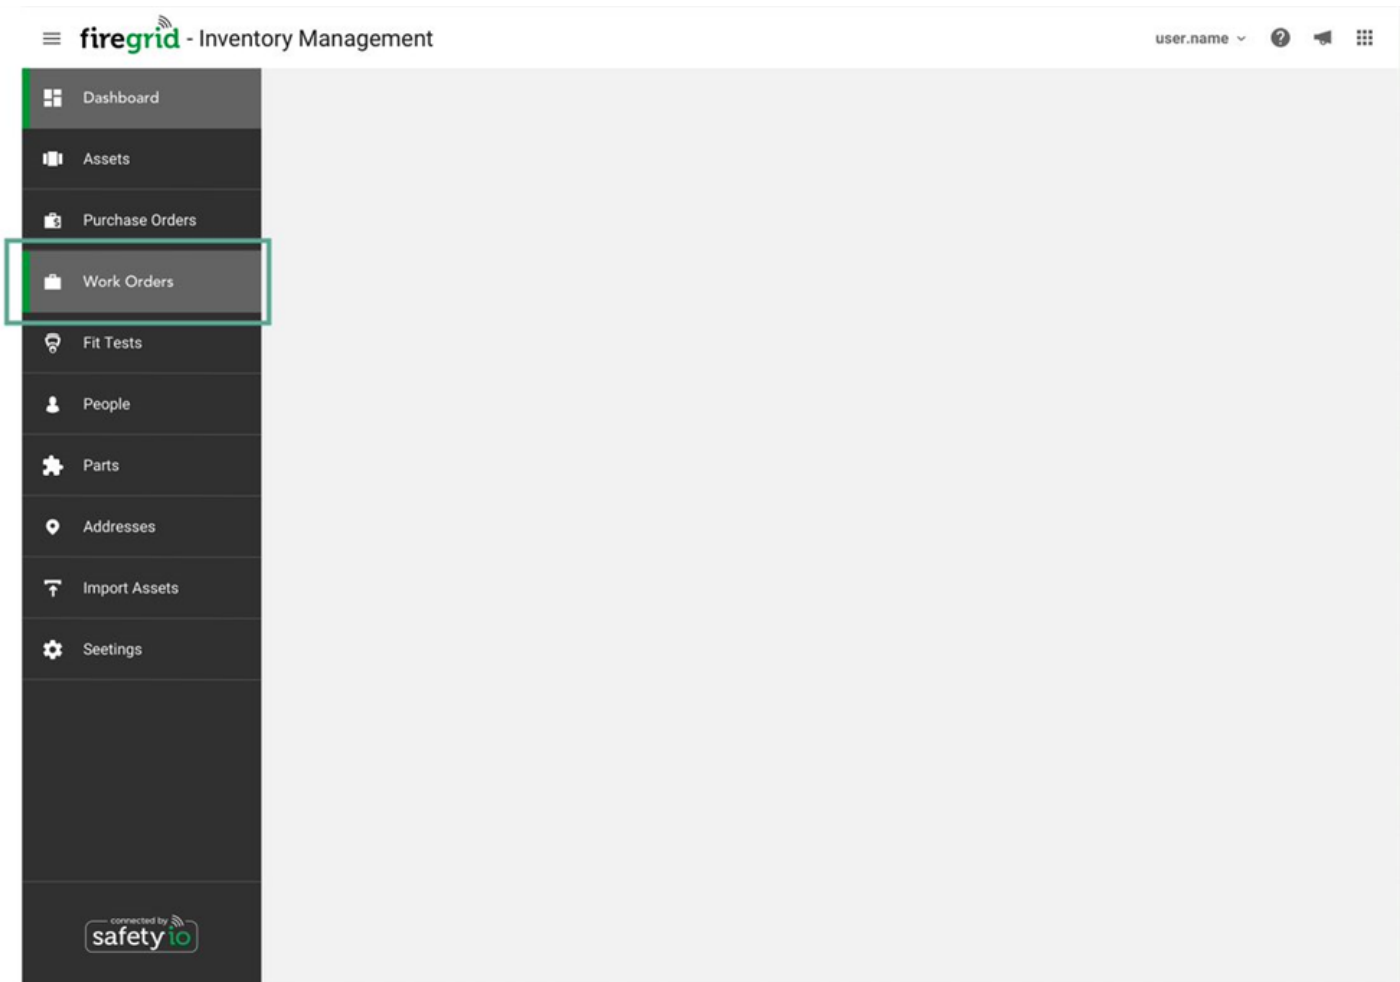 firegrid - Inventory Management
user.name
Dashboard
Assets
Purchase Orders
Work Orders
Fit Tests
People
Parts
Addresses
Import Assets
Seetings
connected by
safety io